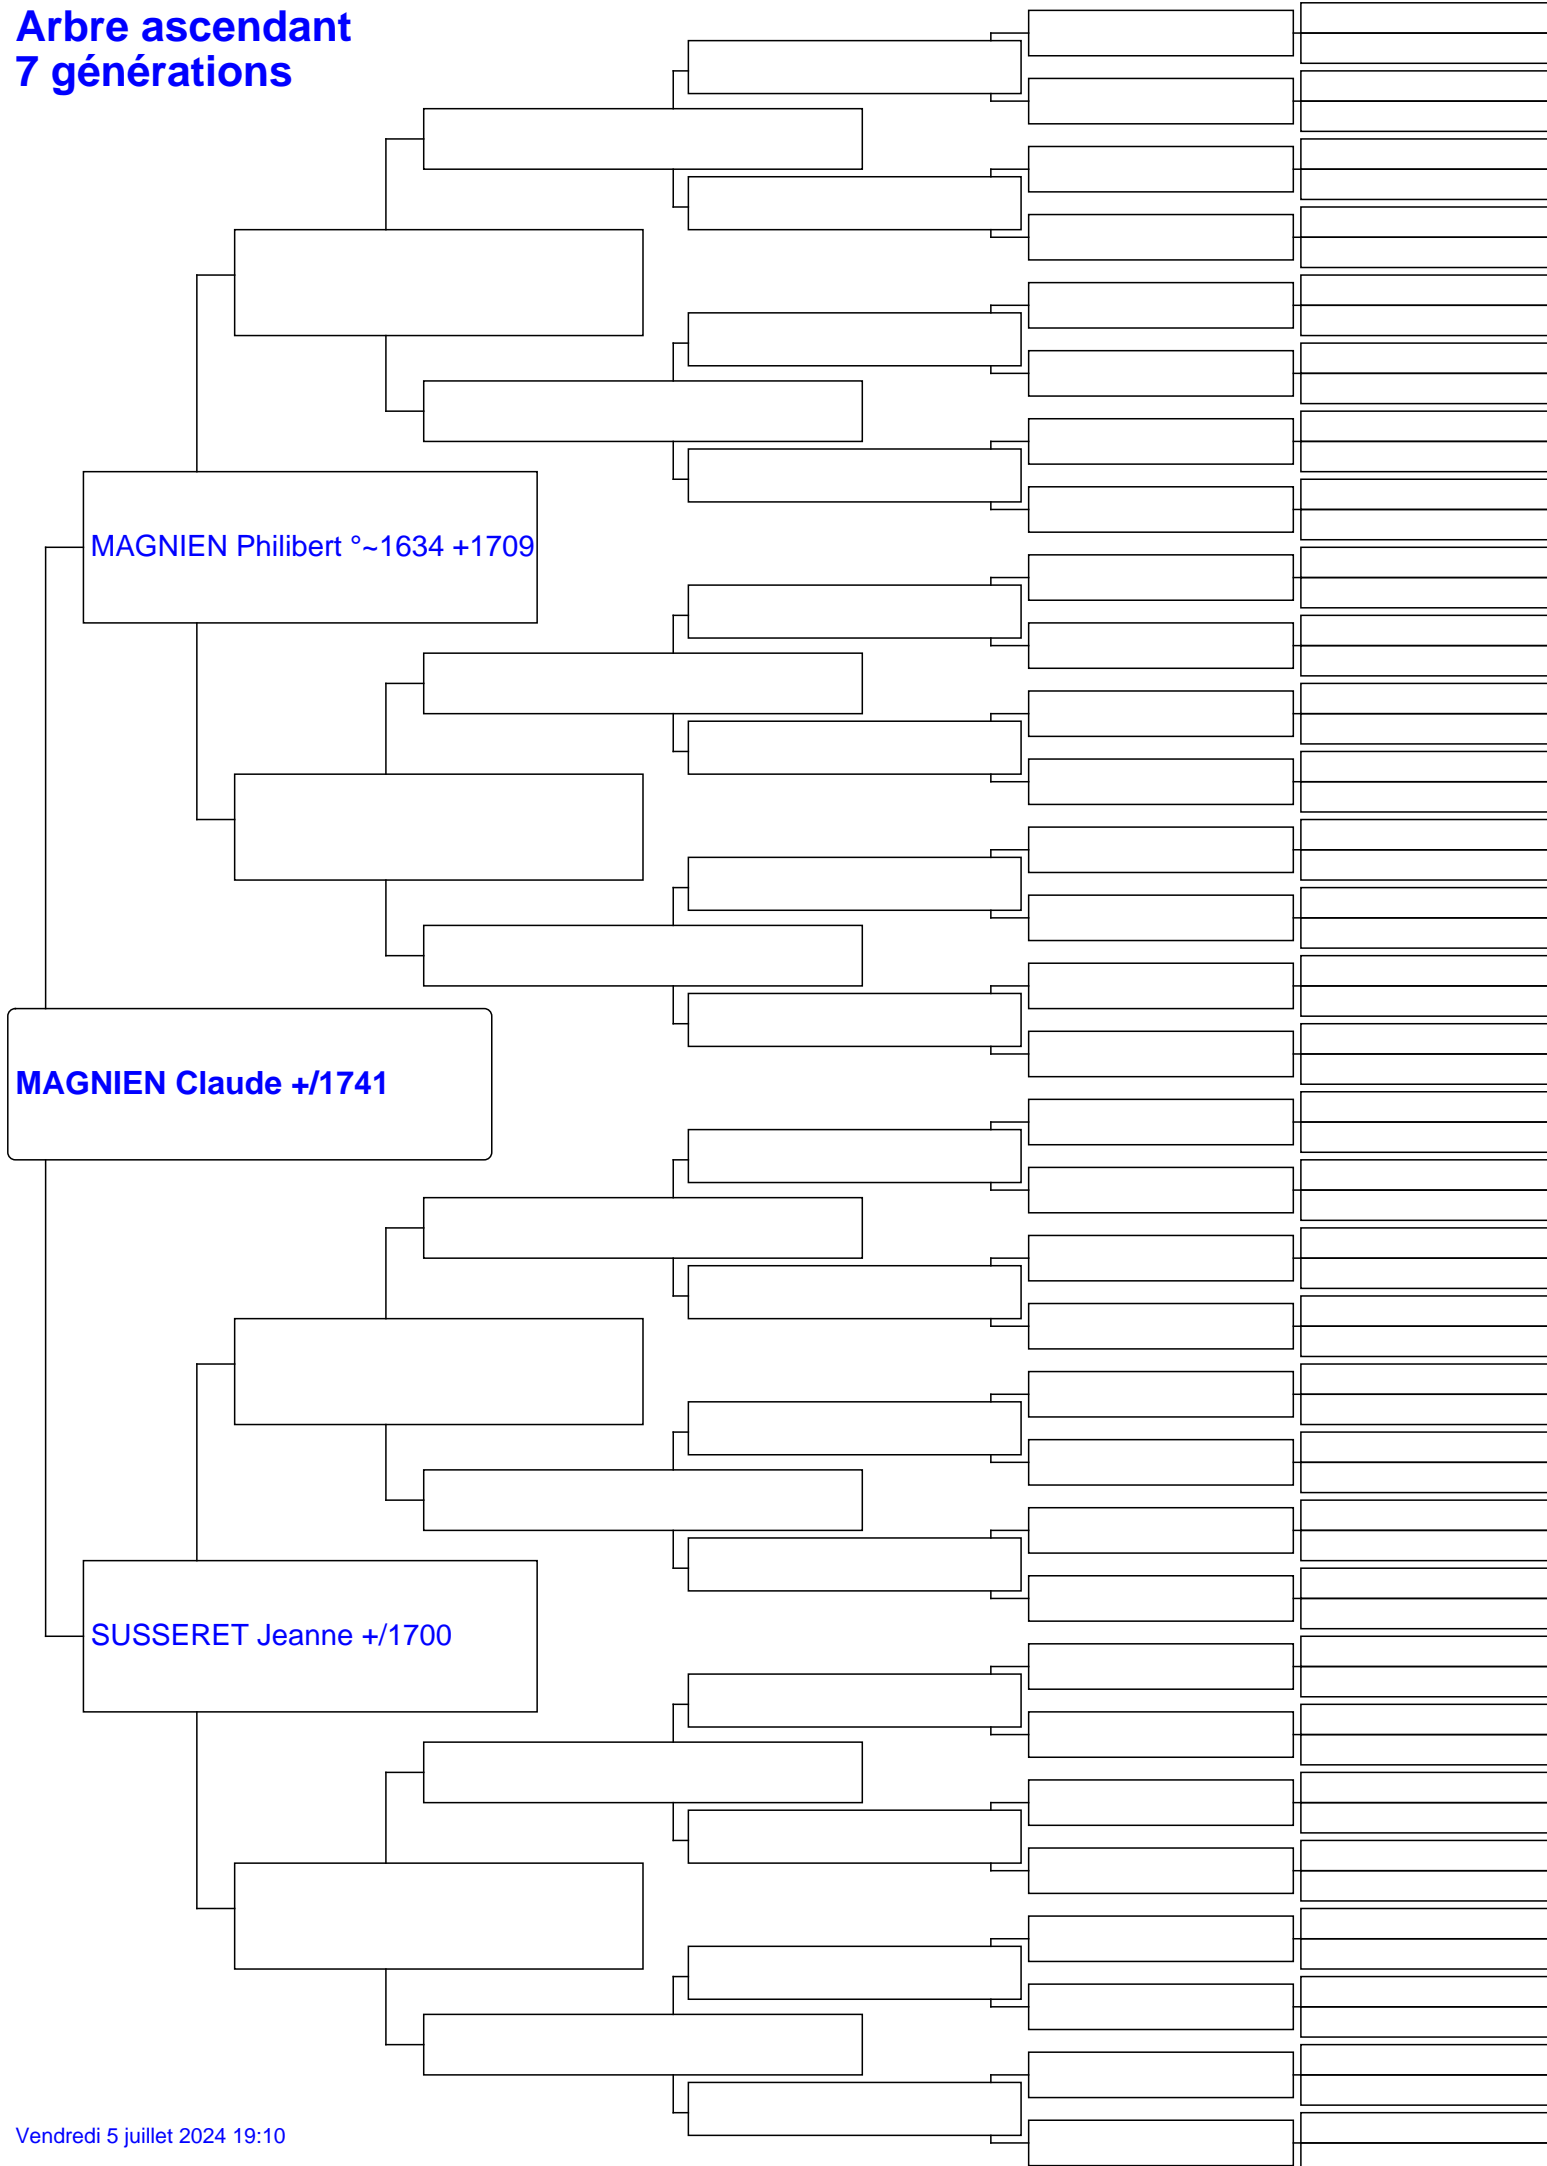 Arbre ascendant
7 générations
MAGNIEN Philibert °~1634 +1709
MAGNIEN Claude +/1741
SUSSERET Jeanne +/1700
Vendredi 5 juillet 2024 19:10